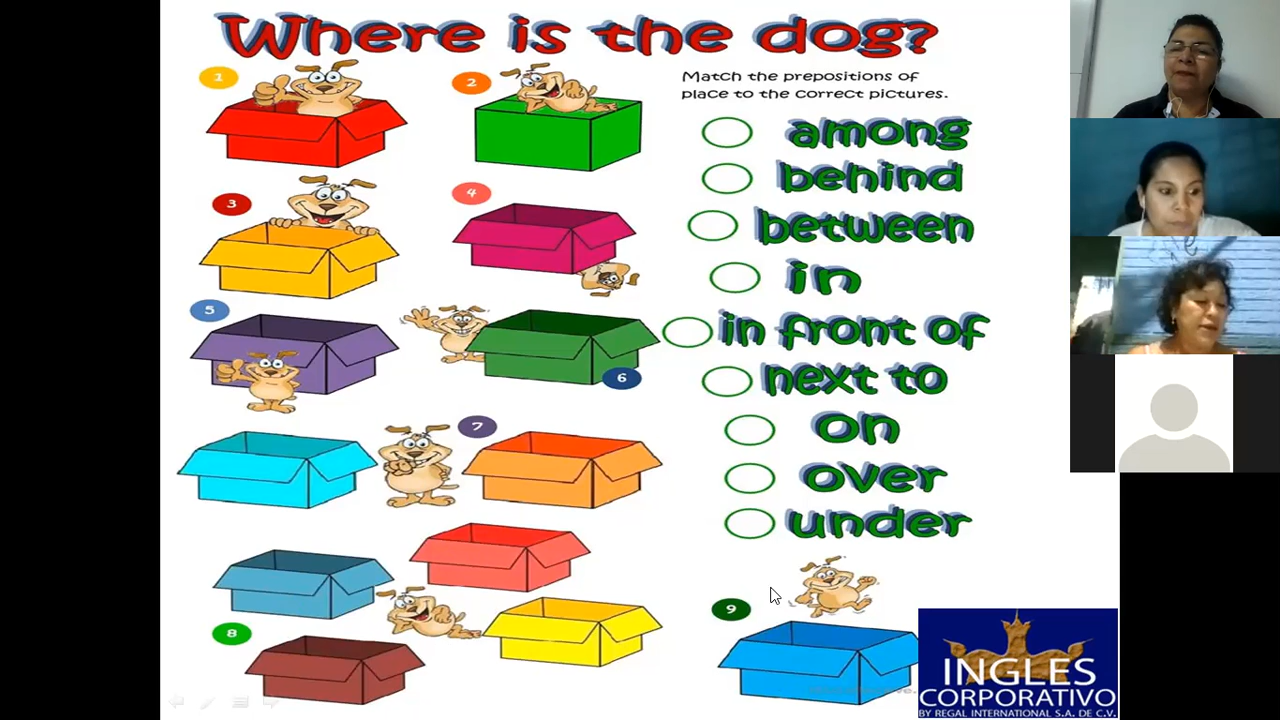 Where is the dog?
1
2
Match the prepositions of
place to the correct pictures.
among
behind
3
4
between
in
5
in front of
6
next to
7
on
over
under
8
9
INGLES
CORPORATIVO
BY REGAL INTERNATIONAL S.A. DE C.V.